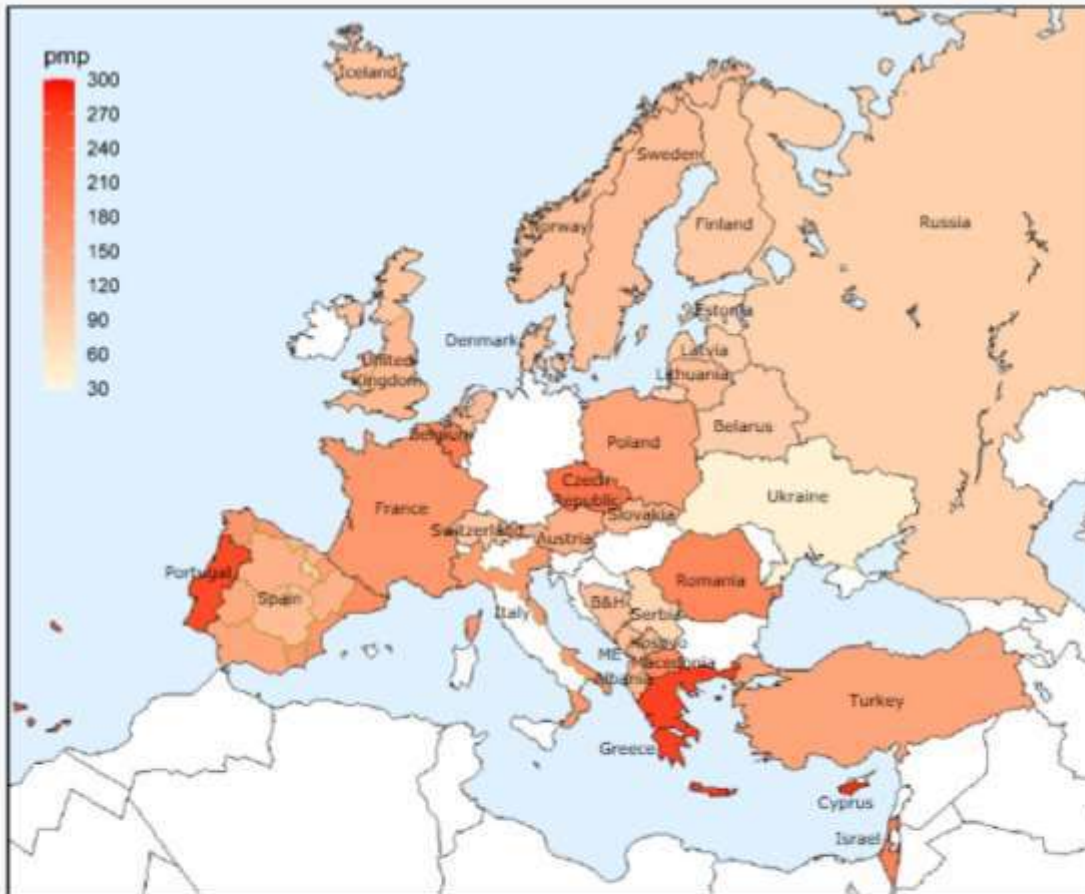 pmp
300
270
240
210
180
150
120
90
60
30
Iceland
Sweden
Norway
Finland
Russia
Estonia
Denmark
Latvia
Lithuania
United
Kingdom
Belarus
Belgium
Poland
Czech
Republic
Ukraine
France
Slovakia
Switzerland
Austria
Portugal
Romania
Spain
B&H
Italy
Serbia
Kosovo
ME
Macedonia
Albania
Turkey
Greece
Cyprus
Israel